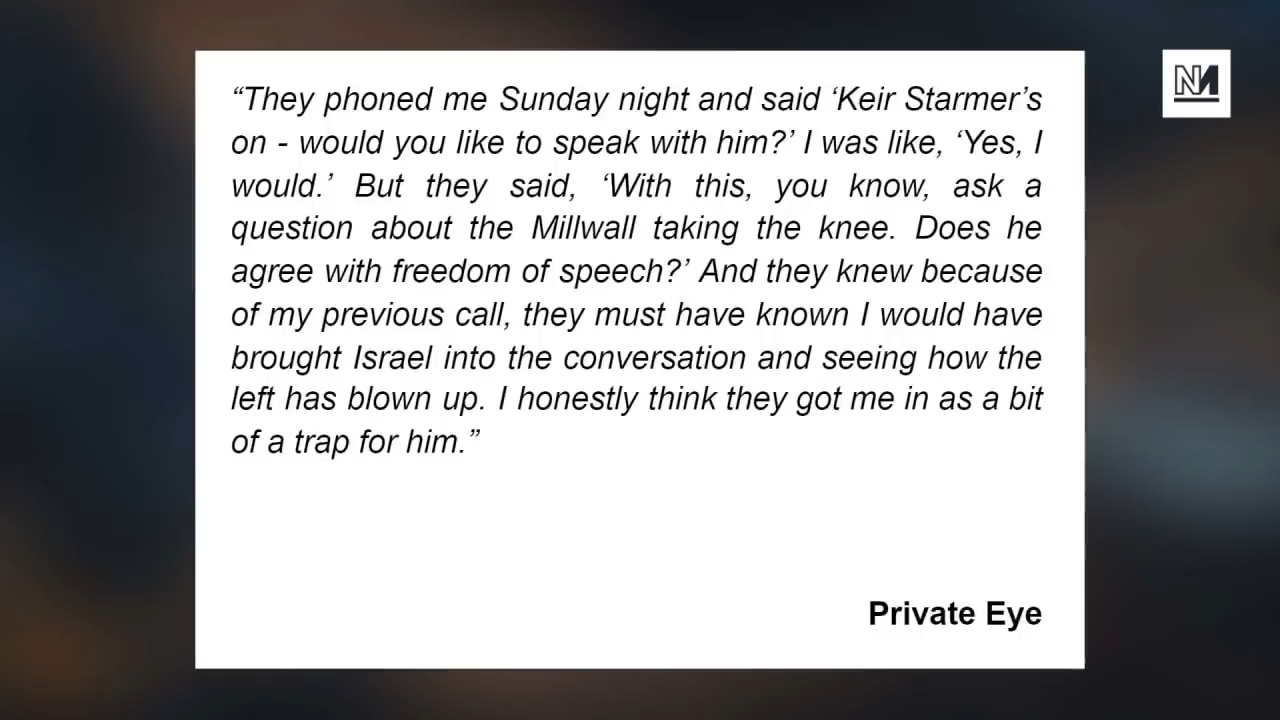 “They phoned me Sunday night and said ‘Keir Starmer’s
on - would you like to speak with him?’ I was like, ‘Yes, I
would.’ But they said, ‘With this, you know, ask a
question about the Millwall taking the knee. Does he
agree with freedom of speech?’ And they knew because
of my previous call, they must have known I would have
brought Israel into the conversation and seeing how the
left has blown up. I honestly think they got me in as a bit
of a trap for him.”
Private Eye
NM